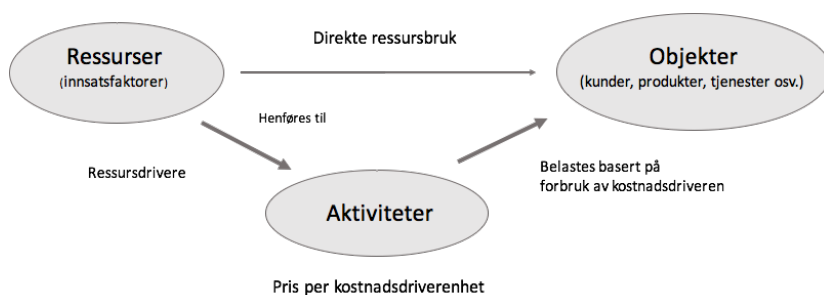 Direkte ressursbruk
Ressurser
(innsatsfaktorer)
Objekter
(kunder, produkter, tjenester osv.)
Henføres til
Ressursdrivere
Belastes basert på
forbruk av kostnadsdriveren
Aktiviteter
Pris per kostnadsdriverenhet